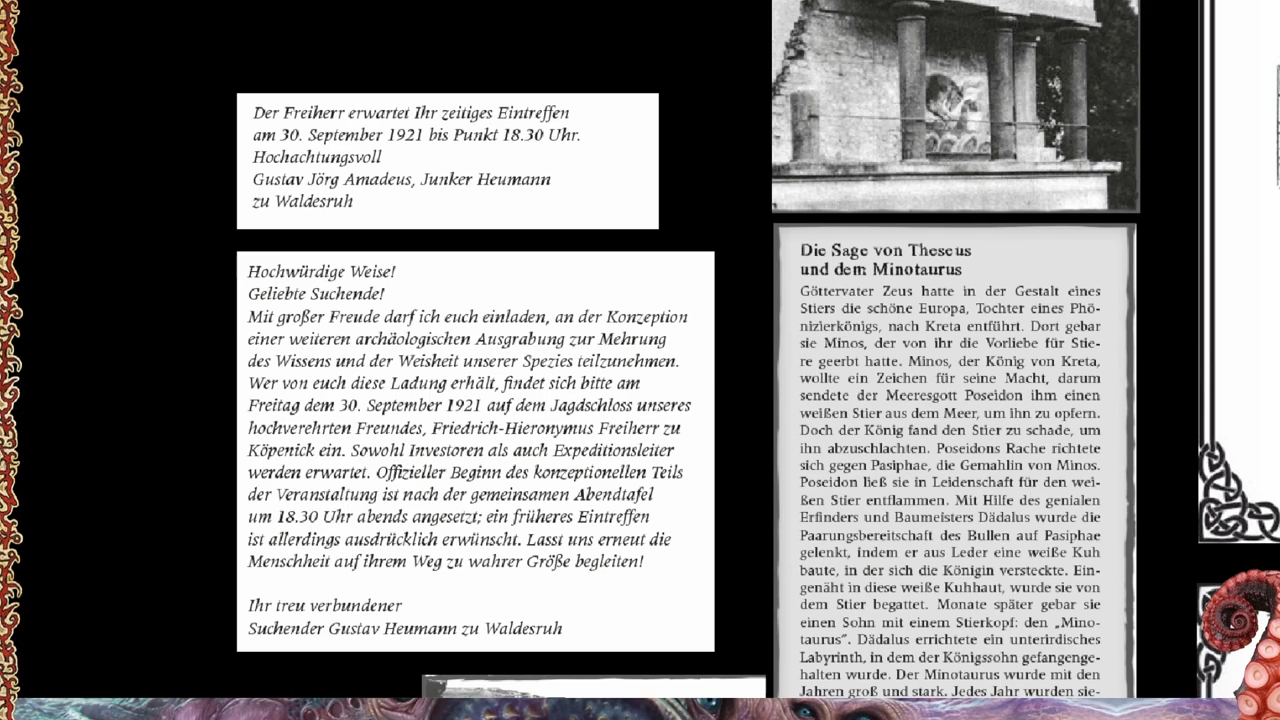 Der Freiherr erwartet Ihr zeitiges Eintreffen
am 30. September 1921 bis Punkt 18.30 Uhr.
Hochachtungsvoll
Gustav Jörg Amadeus, Junker Heumann
zu Waldesruh
Hochwürdige Weise!
Geliebte Suchende!
Mit großer Freude darf ich euch einladen, an der Konzeption
einer weiteren archäologischen Ausgrabung zur Mehrung
des Wissens und der Weisheit unserer Spezies teilzunehmen.
Wer von euch diese Ladung erhält, findet sich bitte am
Freitag dem 30. September 1921 auf dem Jagdschloss unseres
hochverehrten Freundes, Friedrich-Hieronymus Freiherr zu
Köpenick ein. Sowohl Investoren als auch Expeditionsleiter
werden erwartet. Offizieller Beginn des konzeptionellen Teils
der Veranstaltung ist nach der gemeinsamen Abendtafel
um 18.30 Uhr abends angesetzt; ein früheres Eintreffen
ist allerdings ausdrücklich erwünscht. Lasst uns erneut die
Menschheit auf ihrem Weg zu wahrer Größe begleiten!
Ihr treu verbundener
Suchender Gustav Heumann zu Waldesruh
Die Sage von Theseus
und dem Minotaurus
Göttervater Zeus hatte in der Gestalt eines
Stiers die schöne Europa, Tochter eines Phö-
nizierkönigs, nach Kreta entführt. Dort gebar
sie Minos, der von ihr die Vorliebe für Stie-
re geerbt hatte. Minos, der König von Kreta,
wollte ein Zeichen für seine Macht, darum
sendete der Meeresgott Poseidon ihm einen
weißen Stier aus dem Meer, um ihn zu opfern.
Doch der König fand den Stier zu schade, um
ihn abzuschlachten. Poseidons Rache richtete
sich gegen Pasiphae, die Gemahlin von Minos.
Poseidon ließ sie in Leidenschaft für den wei-
ßen Stier entflammen. Mit Hilfe des genialen
Erfinders und Baumeisters Dädalus wurde die
Paarungsbereitschaft des Bullen auf Pasiphae
gelenkt, indem er aus Leder eine weiße Kuh
baute, in der sich die Königin versteckte. Ein-
genäht in diese weiße Kuhhaut, wurde sie von
dem Stier begattet. Monate später gebar sie
einen Sohn mit einem Stierkopf: den „Mino-
taurus“. Dädalus errichtete ein unterirdisches
Labyrinth, in dem der Königssohn gefangenge-
halten wurde. Der Minotaurus wurde mit den
Jahren groß und stark. Jedes Jahr wurden sie-